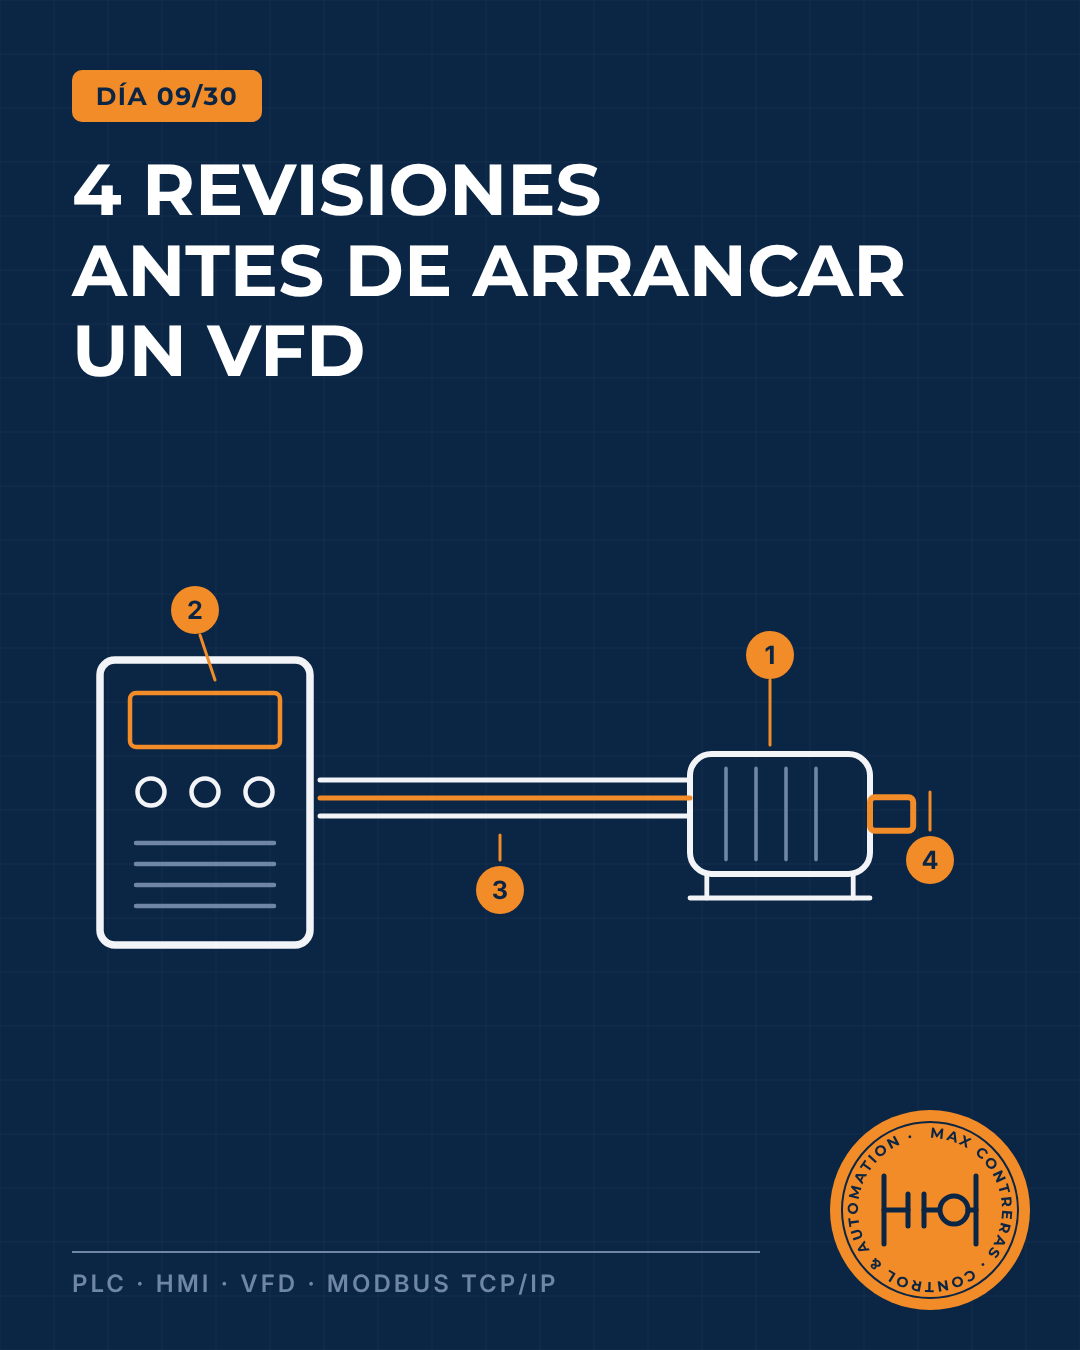 DÍA 09/30
4 REVISIONES
ANTES DE ARRANCAR
UN VFD
2
1
3
4
MAX CONTRERAS · CONTROL & AUTOMATION ·
PLC · HMI · VFD · MODBUS TCP/IP